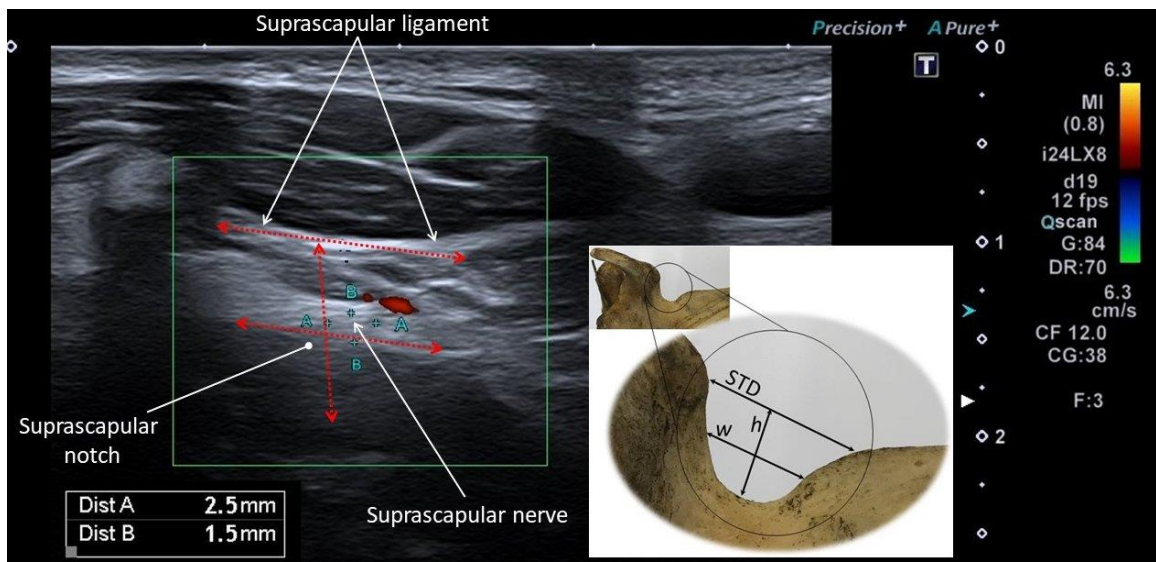 Suprascapular ligament
Precision+ A Pure+
T
0
6.3
MI
(0.8)
i24LX8
d19
12 fps
Qscan
1
G:84
DR:70
B
A A
B
6.3
cm/s
CF 12.0
CG:38
F:3
2
Suprascapular
notch
Suprascapular nerve
Dist A 2.5mm
Dist B 1.5mm
STD
h
w